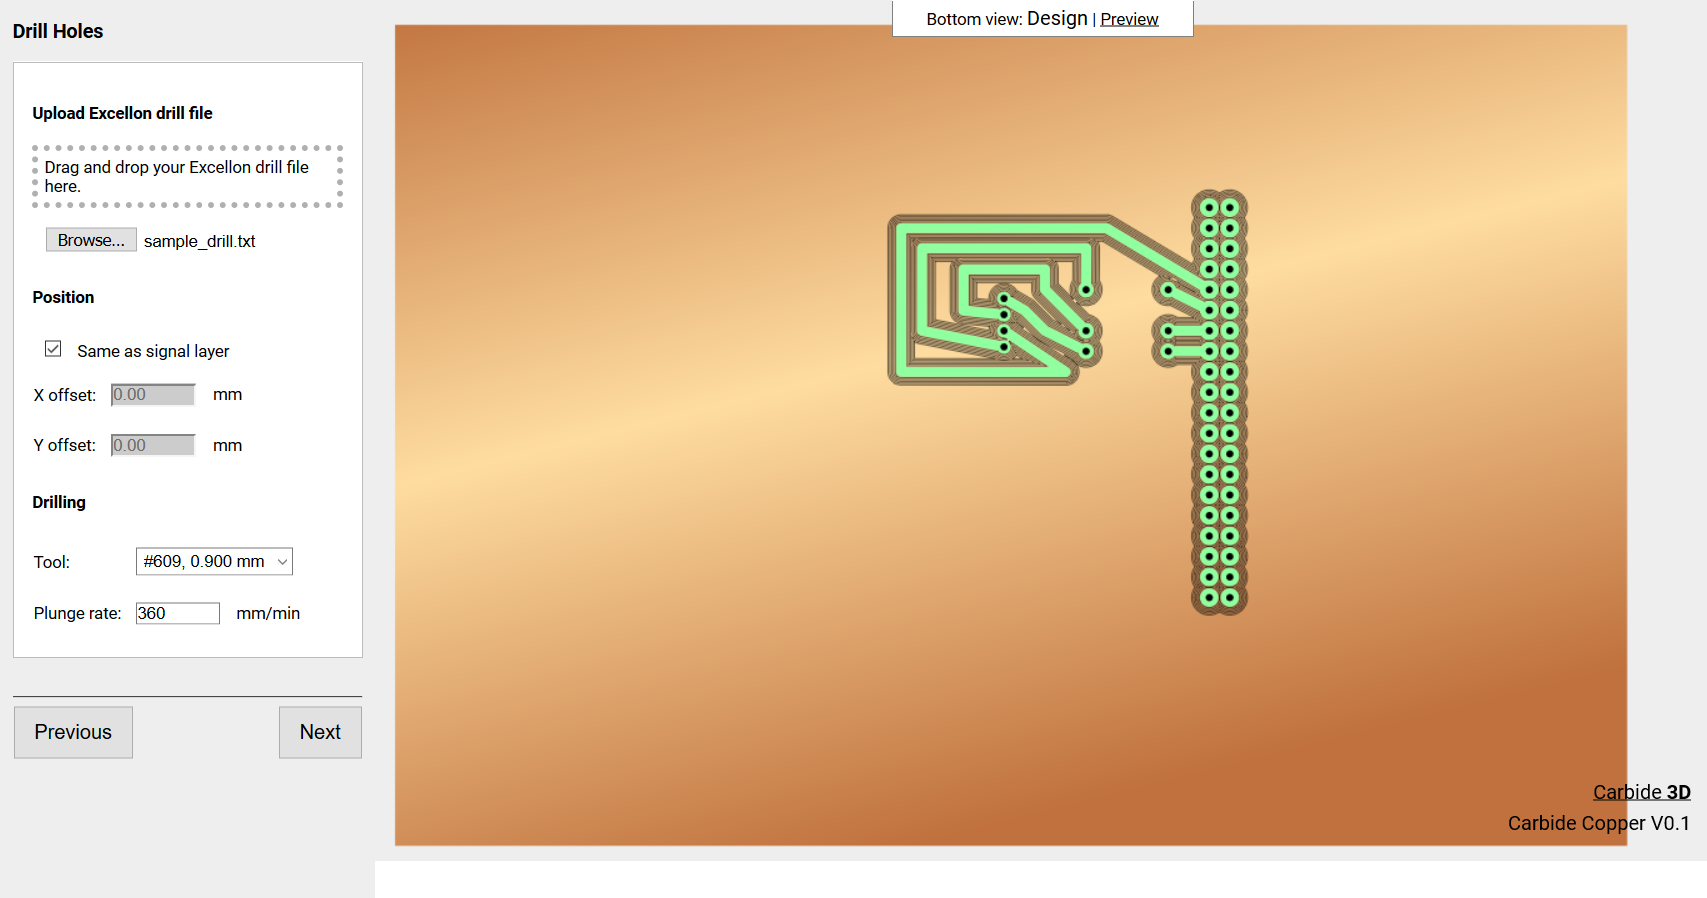 Drill Holes
Bottom view: Design | Preview
Upload Excellon drill file
Drag and drop your Excellon drill file
here.
Browse... sample_drill.txt
Position
Same as signal layer
X offset: 0.00 mm
Y offset: 0.00 mm
Drilling
Tool: #609, 0.900 mm
Plunge rate: 360 mm/min
Previous Next
Carbide 3D
Carbide Copper V0.1